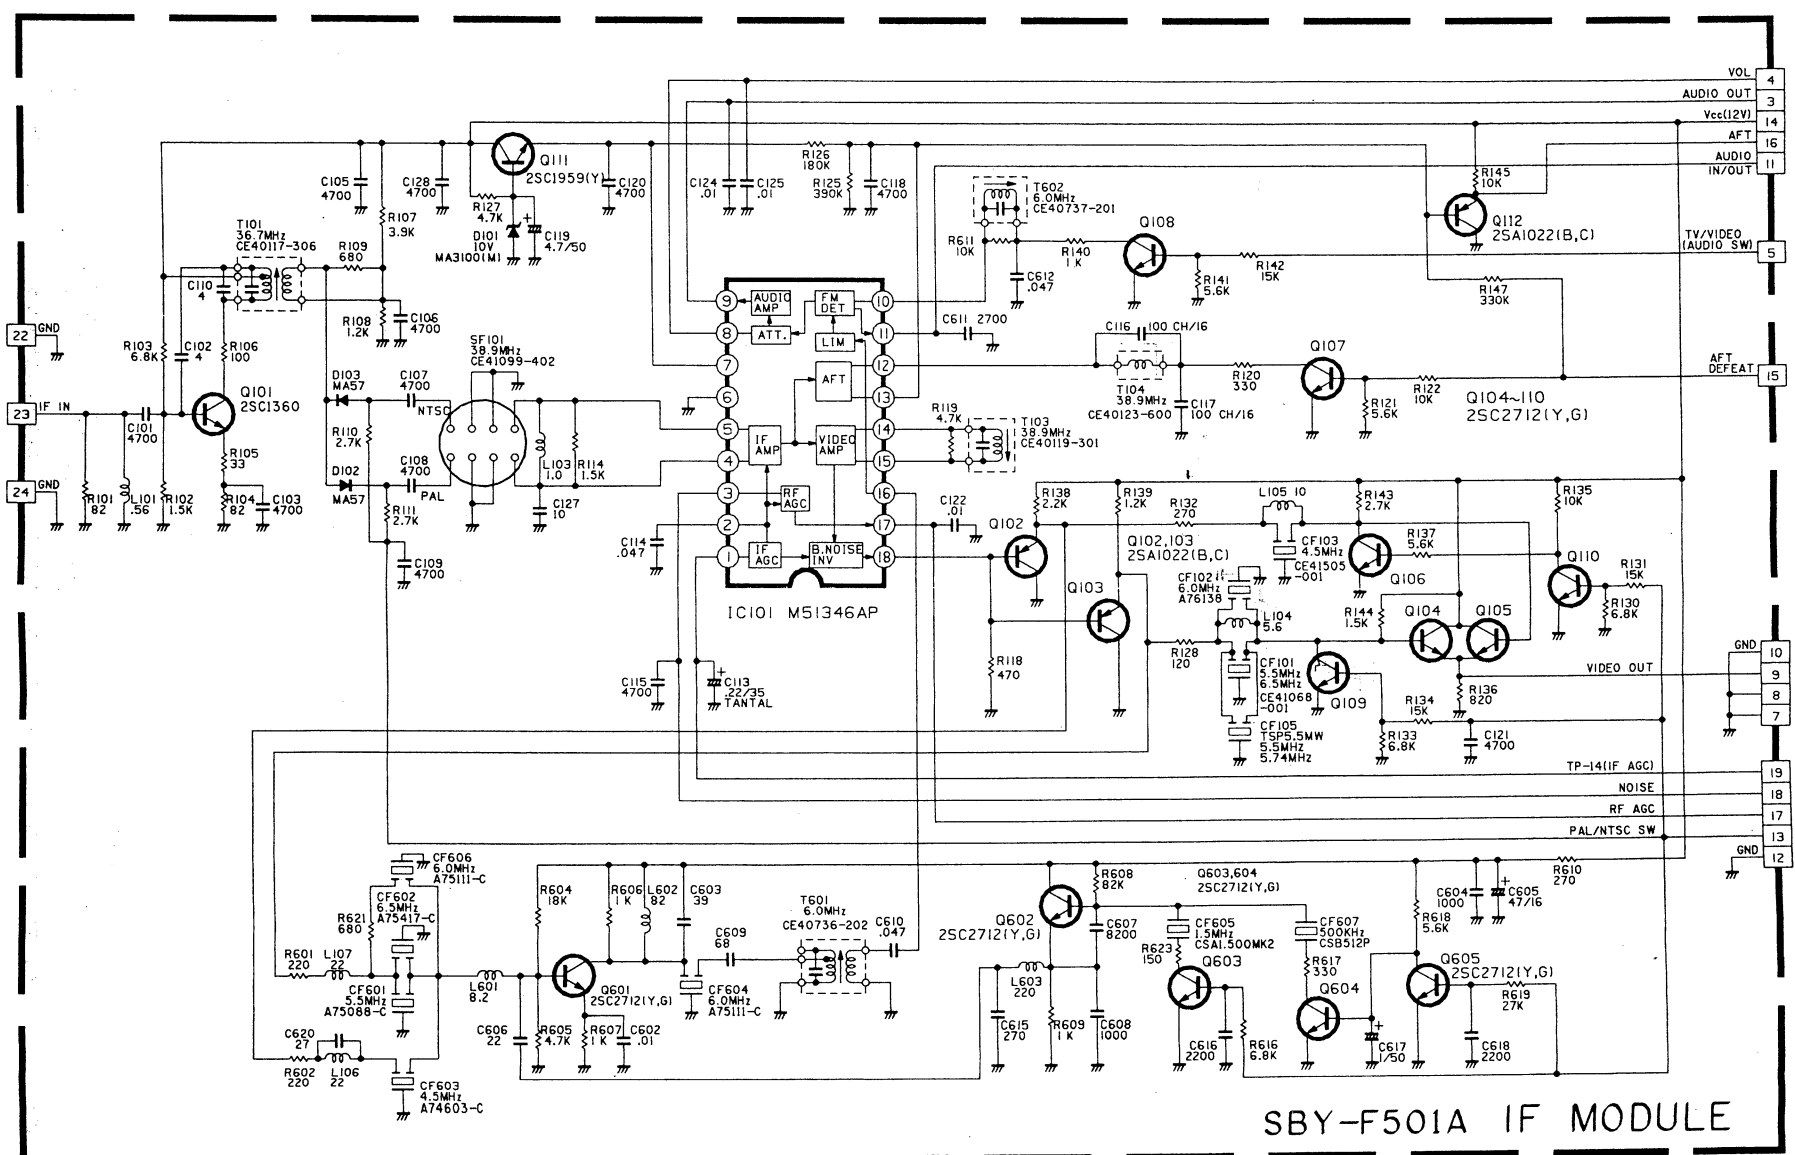 VOL
4
AUDIO OUT
3
Vcc(12V)
14
AFT
16
AUDIO
IN/OUT
11
TV/VIDEO
(AUDIO SW)
5
AFT
DEFEAT
15
GND
10
VIDEO OUT
9
8
7
TP-14(IF AGC)
19
NOISE
18
RF AGC
17
PAL/NTSC SW
13
GND
12
22
GND
23
IF IN
24
GND
R101
82
L101
.56
C101
4700
R102
1.5K
R103
6.8K
C102
4
C110
4
T101
36.7MHz
CE40117-306
R106
100
Q101
2SC1360
R105
33
R104
82
C103
4700
C105
4700
C128
4700
R107
3.9K
R109
680
R108
1.2K
C106
4700
Q111
2SC1959(Y)
R127
4.7K
D101
10V
MA3100(M)
+
C119
4.7/50
C120
4700
D103
MA57
C107
4700
NTSC
SF101
38.9MHz
CE41099-402
R110
2.7K
D102
MA57
C108
4700
PAL
R111
2.7K
C109
4700
L103
1.0
R114
1.5K
C127
10
C124
.01
C125
.01
R126
180K
R125
390K
C118
4700
9
8
7
6
5
4
3
2
1
10
11
12
13
14
15
16
17
18
AUDIO
AMP
FM
DET
ATT.
LIM
AFT
IF
AMP
VIDEO
AMP
RF
AGC
IF
AGC
B.NOISE
INV
IC101 M51346AP
C114
.047
C115
4700
+
C113
.22/35
TANTAL
T602
6.0MHz
CE40737-201
R611
10K
R140
1K
C612
.047
Q108
R141
5.6K
R142
15K
C611 2700
C116
100 CH/16
T104
38.9MHz
CE40123-600
C117
100 CH/16
R120
330
Q107
R121
5.6K
R122
10K
Q104~110
2SC2712(Y,G)
R145
10K
Q112
2SA1022(B,C)
R147
330K
R119
4.7K
T103
38.9MHz
CE40119-301
C122
.01
Q102
R138
2.2K
R139
1.2K
Q102,103
2SA1022(B,C)
Q103
R118
470
R132
270
L105 10
CF103
4.5MHz
CE41505
-001
R143
2.7K
R137
5.6K
Q106
R135
10K
Q110
R131
15K
R130
6.8K
CF102
6.0MHz
A76138
L104
5.6
R128
120
CF101
5.5MHz
6.5MHz
CE41068
-001
CF105
TSP5.5MW
5.5MHz
5.74MHz
R144
1.5K
Q104
Q105
Q109
R136
820
R134
15K
R133
6.8K
C121
4700
CF606
6.0MHz
A75111-C
CF602
6.5MHz
A75417-C
R621
680
R601
220
L107
22
CF601
5.5MHz
A75088-C
C620
27
R602
220
L106
22
CF603
4.5MHz
A74603-C
L601
8.2
C606
22
R604
18K
R605
4.7K
Q601
2SC2712(Y,G)
R607
1K
C602
.01
R606
1K
L602
82
C603
39
C609
68
CF604
6.0MHz
A75111-C
T601
6.0MHz
CE40736-202
C610
.047
Q602
2SC2712(Y,G)
R608
82K
C607
8200
L603
220
C615
270
R609
1K
C608
1000
Q603,604
2SC2712(Y,G)
CF605
1.5MHz
CSA1.500MK2
R623
150
Q603
C616
2200
R616
6.8K
CF607
500KHz
CSB512P
R617
330
Q604
+
C617
1/50
R618
5.6K
Q605
2SC2712(Y,G)
R619
27K
C618
2200
C604
1000
+
C605
47/16
R610
270
SBY-F501A IF MODULE